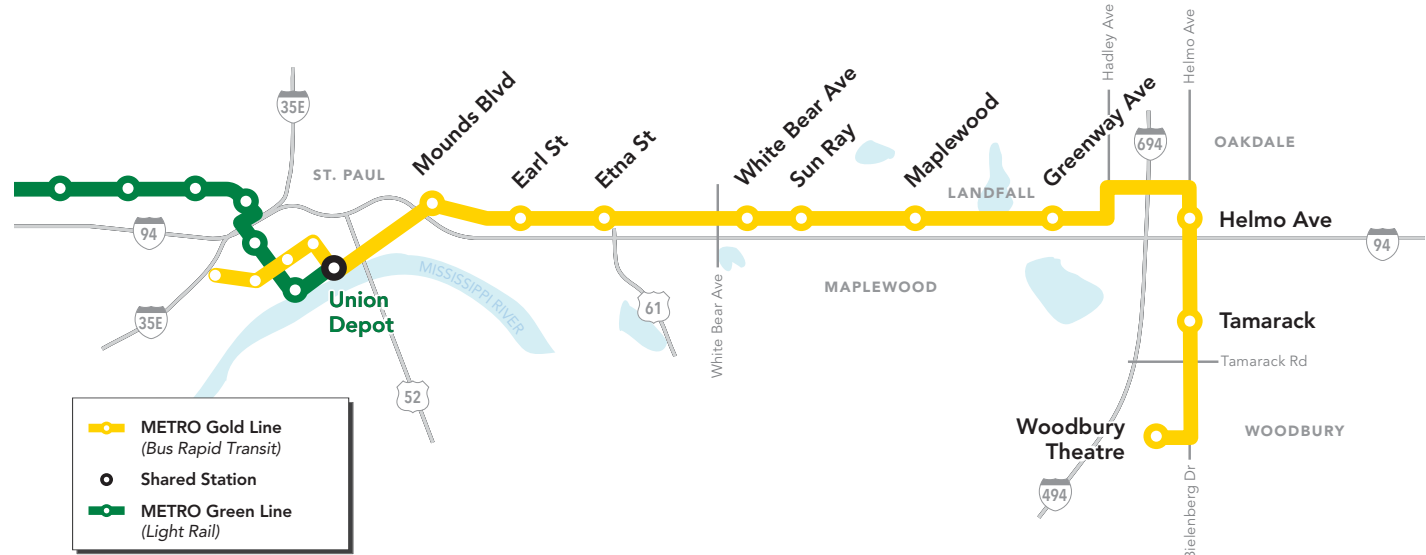 Hadley Ave
Helmo Ave
35E
Mounds Blvd
Earl St
Etna St
White Bear Ave
Sun Ray
Maplewood
Greenway Ave
694
OAKDALE
ST. PAUL
LANDFALL
Helmo Ave
94
94
MISSISSIPPI RIVER
MAPLEWOOD
Union
Depot
35E
61
White Bear Ave
Tamarack
Tamarack Rd
52
Woodbury
Theatre
WOODBURY
494
Bielenberg Dr
METRO Gold Line
(Bus Rapid Transit)
Shared Station
METRO Green Line
(Light Rail)